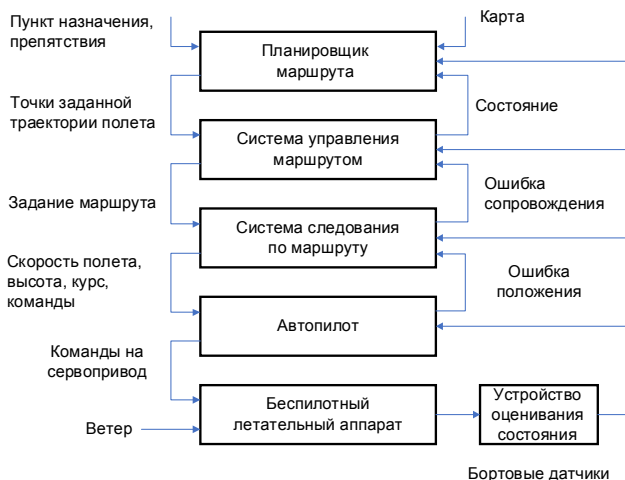 Пункт назначения,
препятствия
Карта
Планировщик
маршрута
Точки заданной
траектории полета
Состояние
Система управления
маршрутом
Задание маршрута
Ошибка
сопровождения
Система следования
по маршруту
Скорость полета,
высота, курс,
команды
Ошибка
положения
Автопилот
Команды на
сервопривод
Беспилотный
летательный аппарат
Ветер
Устройство
оценивания
состояния
Бортовые датчики